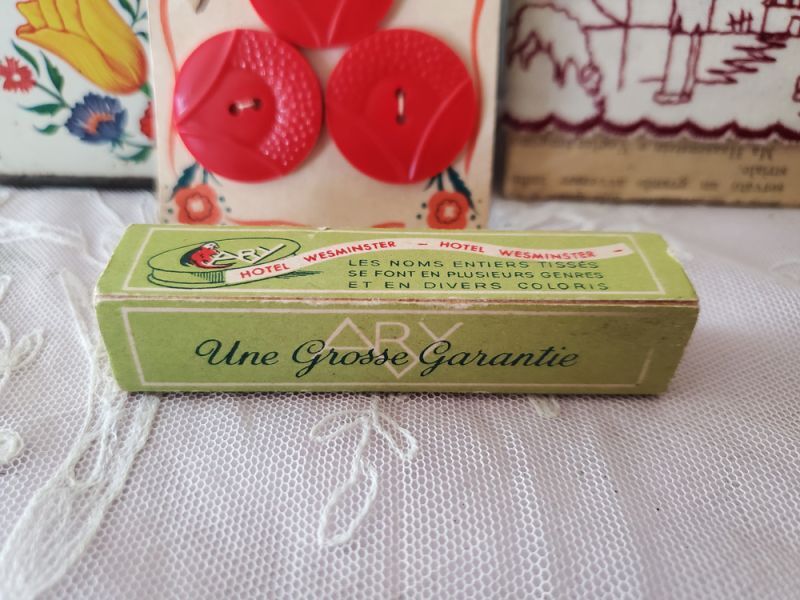 ARY
HOTEL WESMINSTER – HOTEL WESMINSTER –
LES NOMS ENTIERS TISSÉS
SE FONT EN PLUSIEURS GENRES
ET EN DIVERS COLORIS
ARY
Une Grosse Garantie